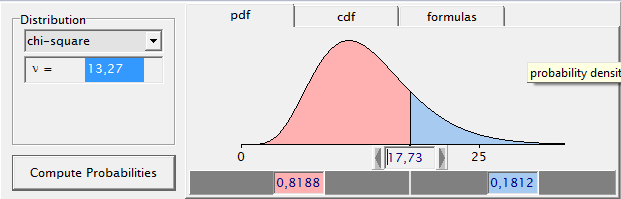 Distribution
chi-square
ν = 13,27
Compute Probabilities
pdf cdf formulas
probability densit
0 17,73 25
0,8188 0,1812